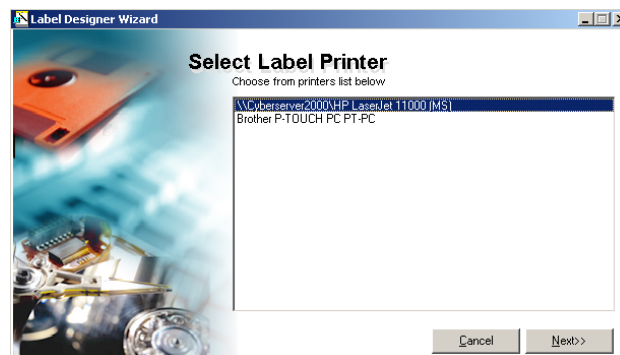 Label Designer Wizard
Select Label Printer
Choose from printers list below
\\Cyberserver2000\HP LaserJet 11000 (MS)
Brother P-TOUCH PC PT-PC
Cancel
Next>>